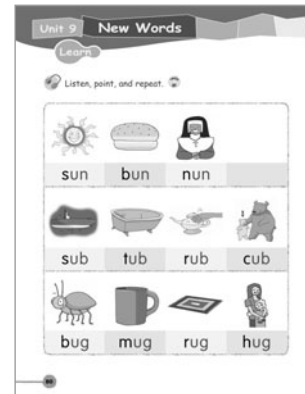 Unit 9 New Words
Learn
Listen, point, and repeat.
sun bun nun
sub tub rub cub
bug mug rug hug